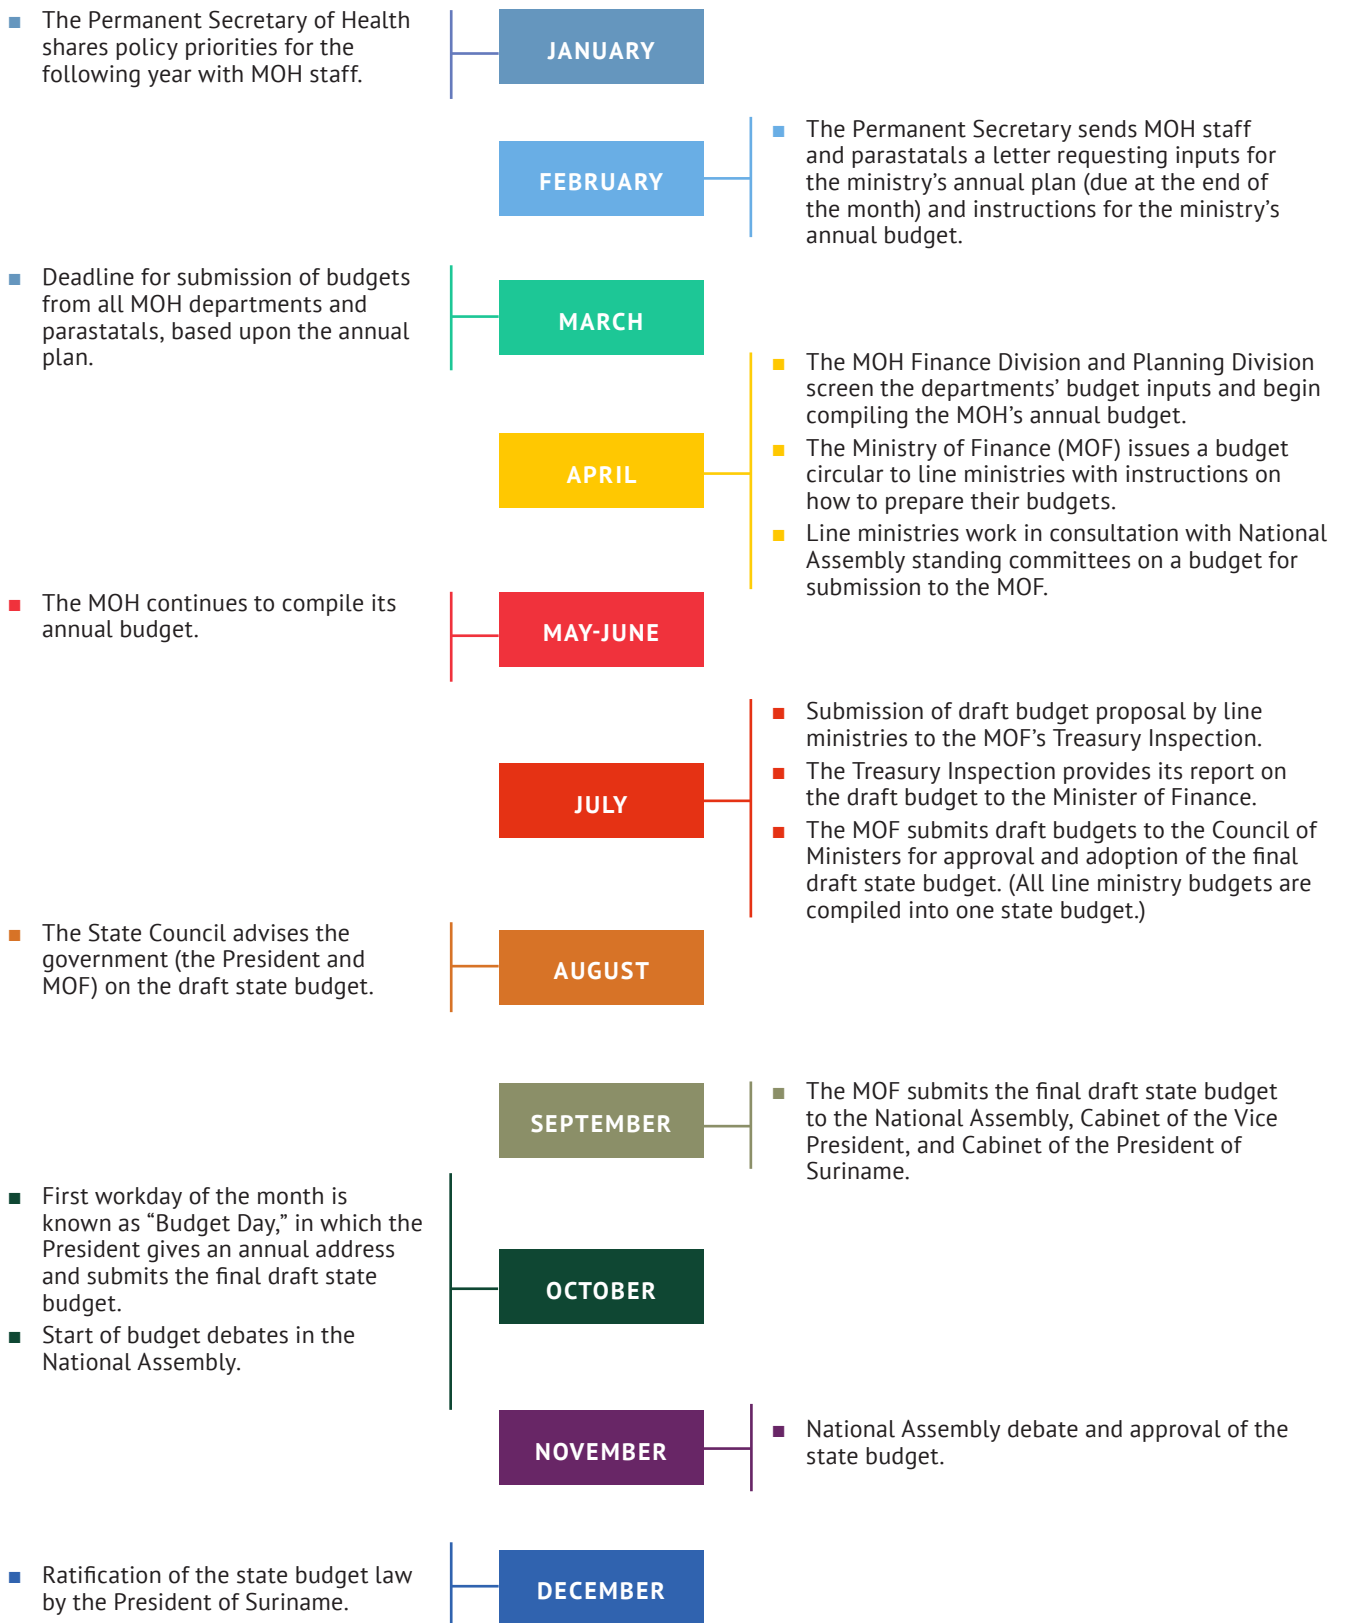 The Permanent Secretary of Health
shares policy priorities for the
following year with MOH staff.
JANUARY
FEBRUARY
The Permanent Secretary sends MOH staff
and parastatals a letter requesting inputs for
the ministry’s annual plan (due at the end of
the month) and instructions for the ministry’s
annual budget.
Deadline for submission of budgets
from all MOH departments and
parastatals, based upon the annual
plan.
MARCH
APRIL
The MOH Finance Division and Planning Division
screen the departments’ budget inputs and begin
compiling the MOH’s annual budget.
The Ministry of Finance (MOF) issues a budget
circular to line ministries with instructions on
how to prepare their budgets.
Line ministries work in consultation with National
Assembly standing committees on a budget for
submission to the MOF.
The MOH continues to compile its
annual budget.
MAY-JUNE
JULY
Submission of draft budget proposal by line
ministries to the MOF’s Treasury Inspection.
The Treasury Inspection provides its report on
the draft budget to the Minister of Finance.
The MOF submits draft budgets to the Council of
Ministers for approval and adoption of the final
draft state budget. (All line ministry budgets are
compiled into one state budget.)
The State Council advises the
government (the President and
MOF) on the draft state budget.
AUGUST
SEPTEMBER
The MOF submits the final draft state budget
to the National Assembly, Cabinet of the Vice
President, and Cabinet of the President of
Suriname.
First workday of the month is
known as “Budget Day,” in which the
President gives an annual address
and submits the final draft state
budget.
Start of budget debates in the
National Assembly.
OCTOBER
NOVEMBER
National Assembly debate and approval of the
state budget.
Ratification of the state budget law
by the President of Suriname.
DECEMBER